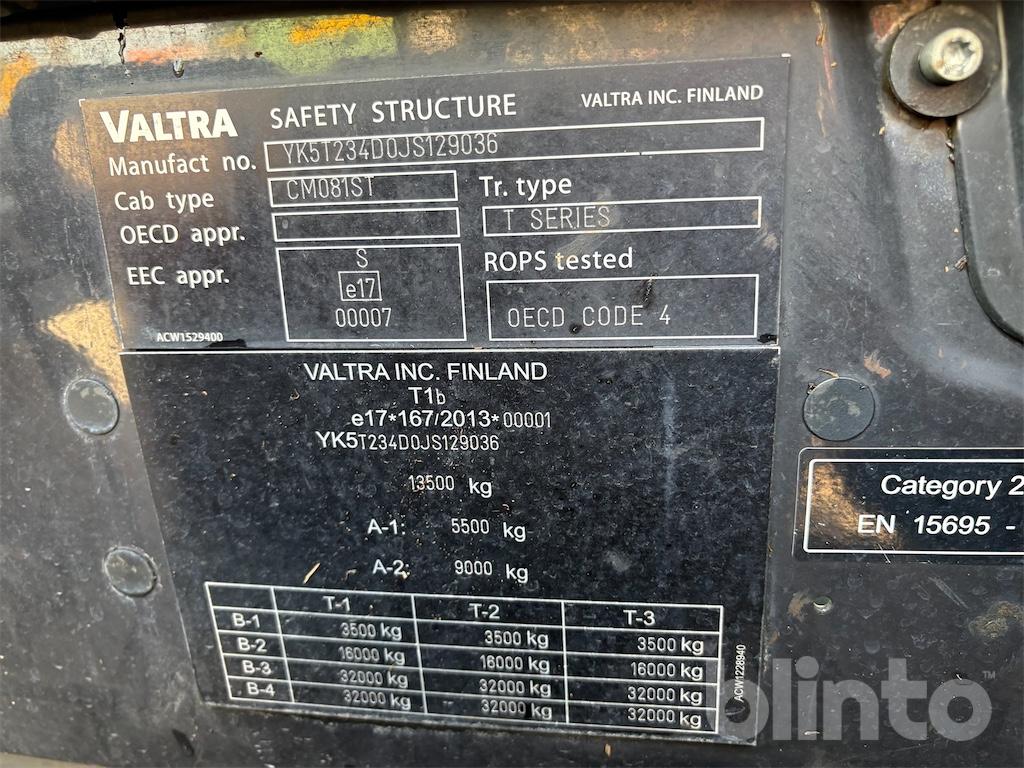 VALTRA SAFETY STRUCTURE VALTRA INC. FINLAND
Manufact no. YK5T234D0JS129036
Cab type CM081ST Tr. type
OECD appr. T SERIES
EEC appr. S ROPS tested
e17
00007 OECD CODE 4
ACW1529400
VALTRA INC. FINLAND
T1b
e17*167/2013*00001
YK5T234D0JS129036
13500 kg
A-1: 5500 kg
A-2: 9000 kg
T-1 T-2 T-3
B-1 3500 kg 3500 kg 3500 kg
B-2 16000 kg 16000 kg 16000 kg
B-3 32000 kg 32000 kg 32000 kg
B-4 32000 kg 32000 kg 32000 kg
ACW1228940
Category 2
EN 15695 -
blinto™